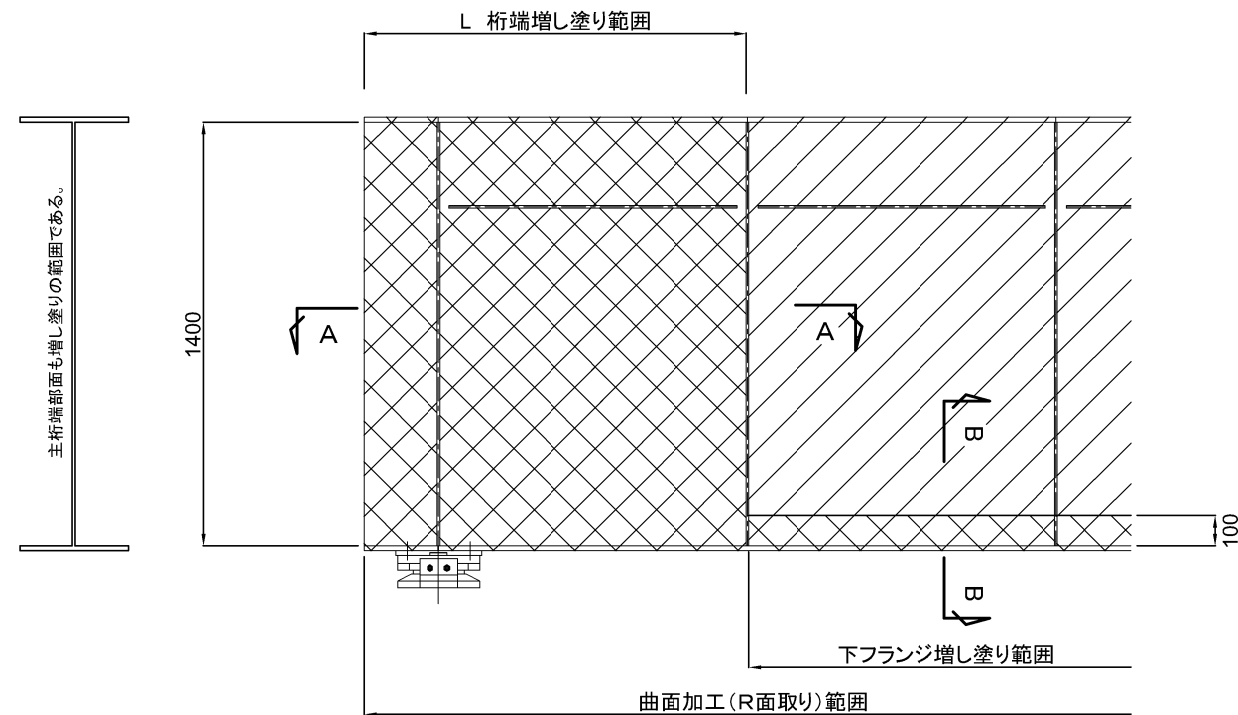 L 桁端増し塗り範囲
主桁端部面も増し塗りの範囲である。
1400
A
A
B
100
B
下フランジ増し塗り範囲
曲面加工(R面取り)範囲